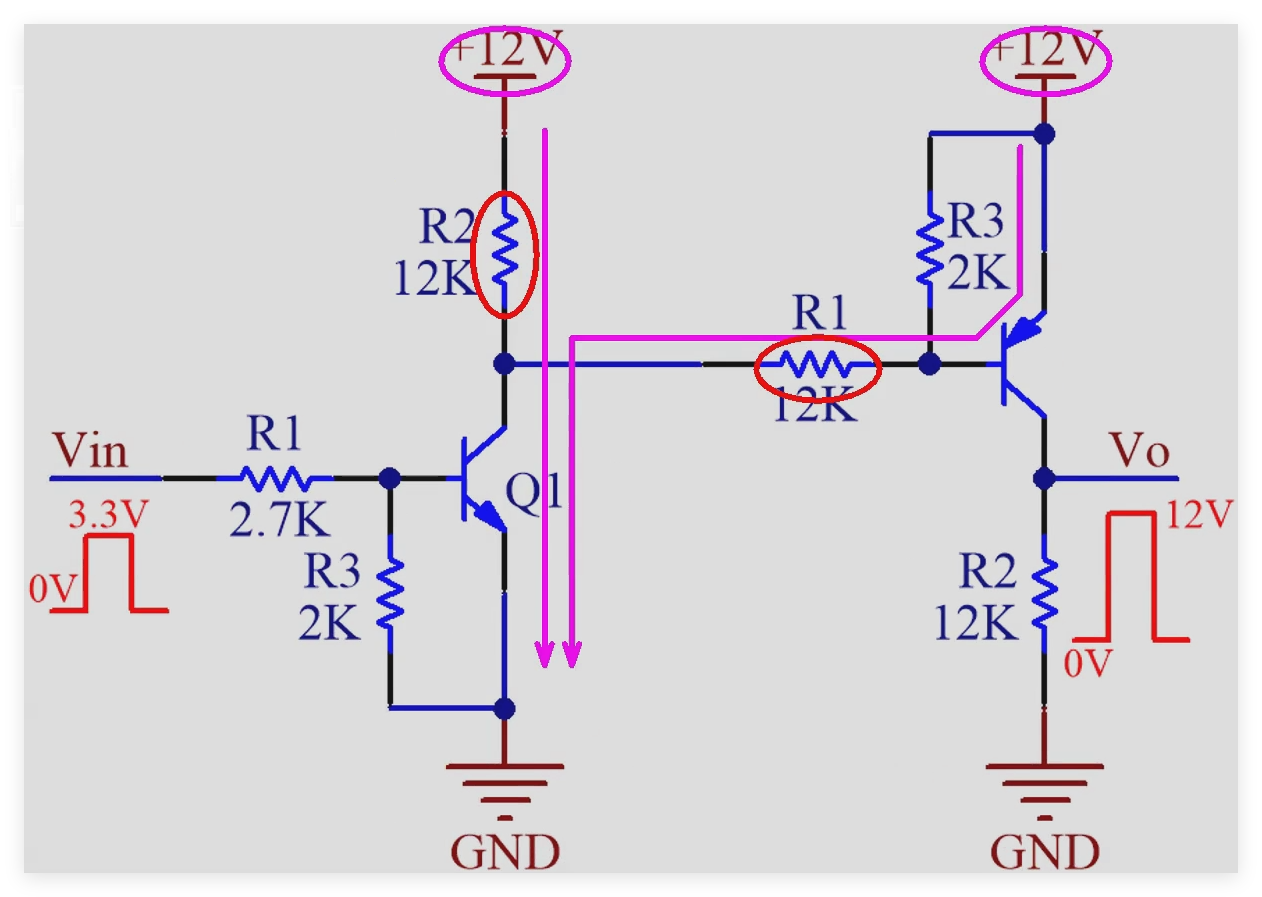 +12V
+12V
R2
12K
R3
2K
R1
12K
Vin
R1
2.7K
Q1
Vo
3.3V
0V
12V
R3
2K
R2
12K
0V
GND
GND